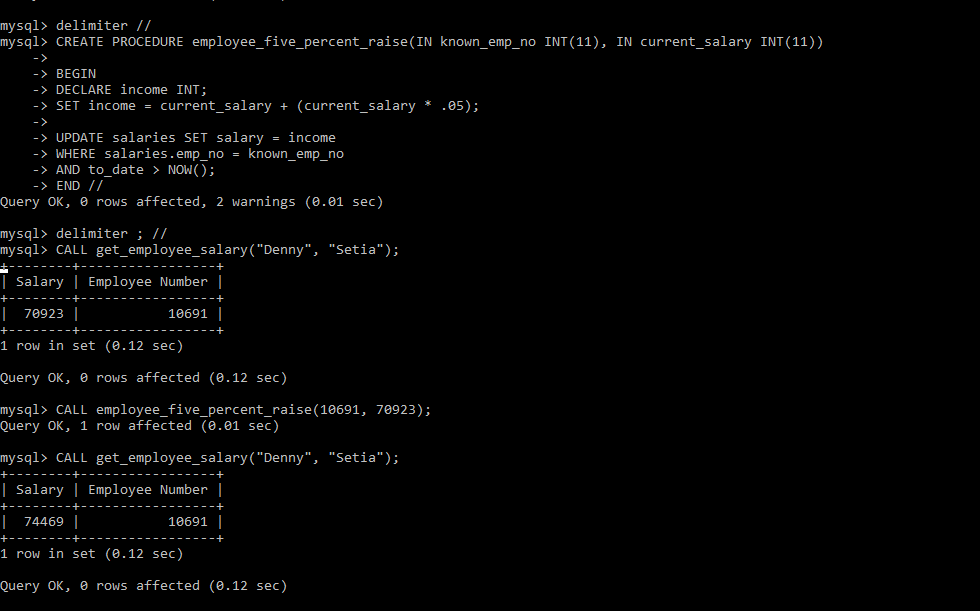 mysql> delimiter //
mysql> CREATE PROCEDURE employee_five_percent_raise(IN known_emp_no INT(11), IN current_salary INT(11))
    ->
    -> BEGIN
    -> DECLARE income INT;
    -> SET income = current_salary + (current_salary * .05);
    ->
    -> UPDATE salaries SET salary = income
    -> WHERE salaries.emp_no = known_emp_no
    -> AND to_date > NOW();
    -> END //
Query OK, 0 rows affected, 2 warnings (0.01 sec)

mysql> delimiter ; //
mysql> CALL get_employee_salary("Denny", "Setia");
+--------+-----------------+
| Salary | Employee Number |
+--------+-----------------+
|  70923 |           10691 |
+--------+-----------------+
1 row in set (0.12 sec)

Query OK, 0 rows affected (0.12 sec)

mysql> CALL employee_five_percent_raise(10691, 70923);
Query OK, 1 row affected (0.01 sec)

mysql> CALL get_employee_salary("Denny", "Setia");
+--------+-----------------+
| Salary | Employee Number |
+--------+-----------------+
|  74469 |           10691 |
+--------+-----------------+
1 row in set (0.12 sec)

Query OK, 0 rows affected (0.12 sec)